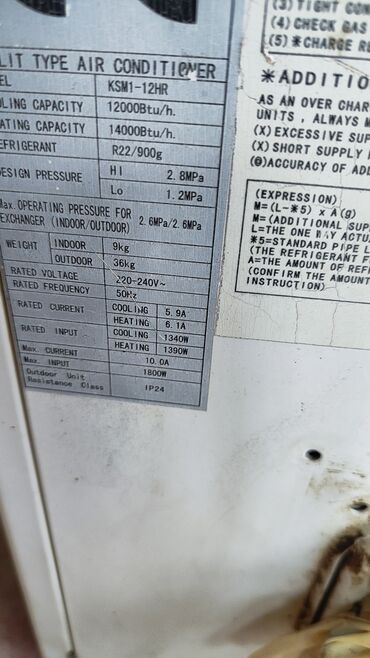 LIT TYPE AIR CONDITIONER
EL KSM1-12HR
LING CAPACITY 12000Btu/h.
ATING CAPACITY 14000Btu/h.
EFRIGERANT R22/900g
ESIGN PRESSURE HI 2.8MPa
Lo 1.2MPa
Max. OPERATING PRESSURE FOR
EXCHANGER (INDOOR/OUTDOOR) 2.6MPa/2.6MPa
WEIGHT INDOOR 9kg
OUTDOOR 36kg
RATED VOLTAGE 220-240V~
RATED FREQUENCY 50Hz
RATED CURRENT COOLING 5.9A
HEATING 6.1A
RATED INPUT COOLING 1340W
HEATING 1390W
Max. CURRENT 10.0A
Max. INPUT 1800W
Outdoor Unit
Resistance Class IP24
(3) TIGHT CONN
(4) CHECK GAS
(5) *CHARGE RE
*ADDITIO
AS AN OVER CHAR
UNITS, ALWAYS M
(X) EXCESSIVE SUP
(X) SHORT SUPPLY
(@) ACCURACY OF ADD
(EXPRESSION)
M=(L-*5) x A(g)
M=(ADDITIONAL SUP
L=THE ONE WAY ACTUA
*5=STANDARD PIPE L
(THE REFRIGERANT F
A=THE AMOUNT OF REF
(CONFIRM THE AMOUNT
INSTRUCTION)